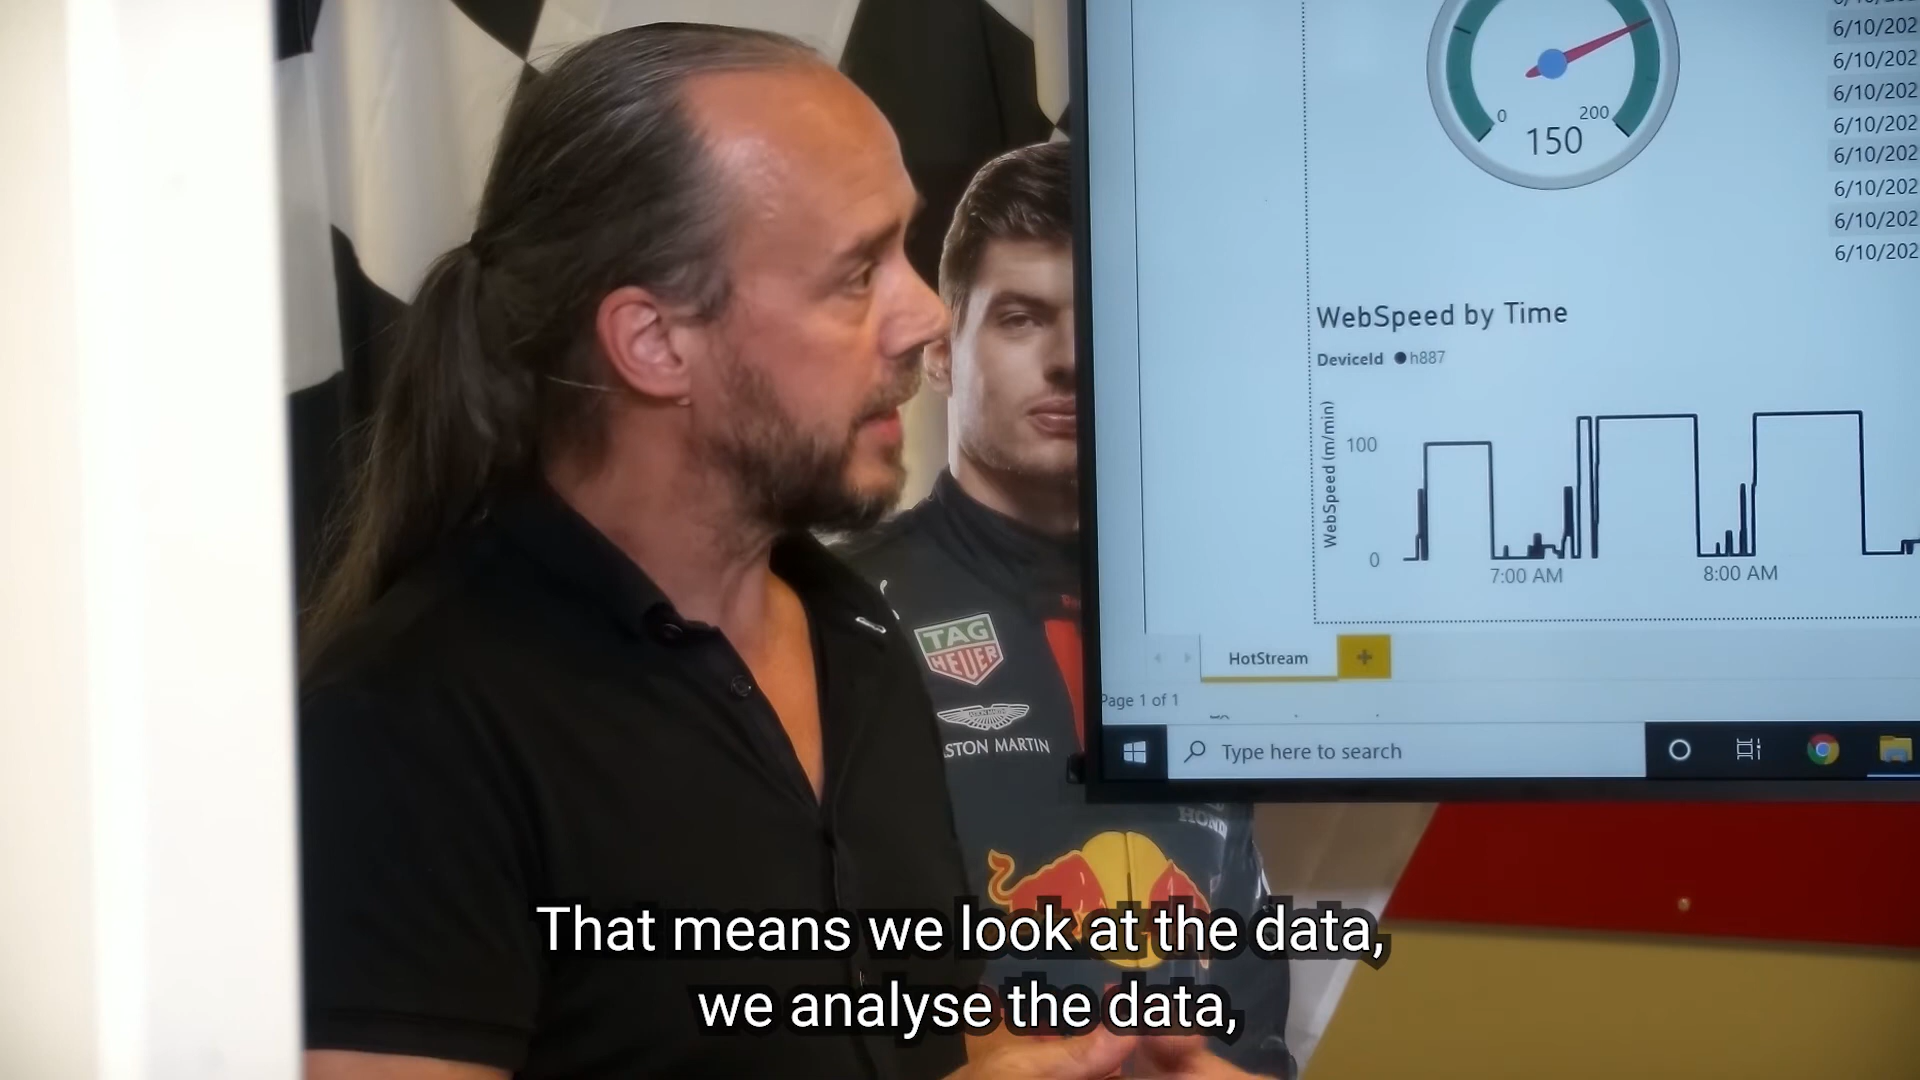 6/10/202
6/10/202
6/10/202
6/10/202
6/10/202
6/10/202
6/10/202
6/10/202
0
200
150
WebSpeed by Time
DeviceId h887
WebSpeed (m/min)
100
0
7:00 AM
8:00 AM
HotStream
+
Page 1 of 1
Type here to search
TAG
HEUER
ASTON MARTIN
STON MARTIN
HOND
That means we look at the data,
we analyse the data,